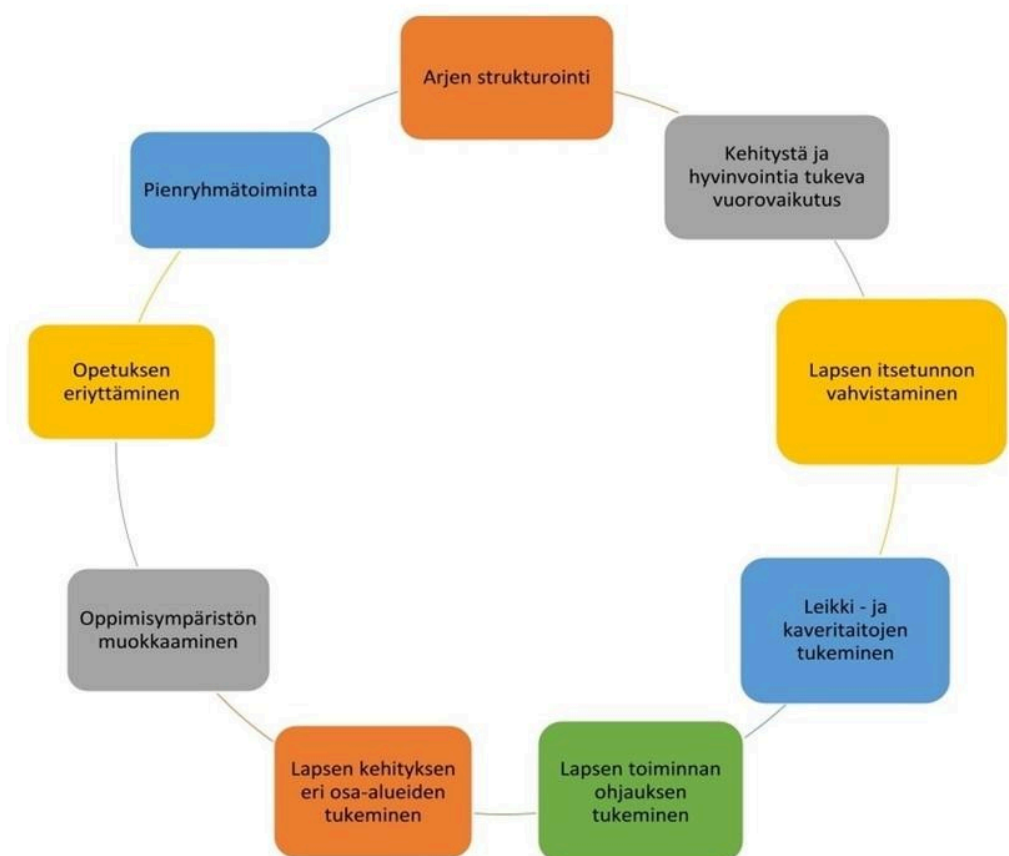 Arjen strukturointi
Kehitystä ja
hyvinvointia tukeva
vuorovaikutus
Lapsen itsetunnon
vahvistaminen
Leikki - ja
kaveritaitojen
tukeminen
Lapsen toiminnan
ohjauksen
tukeminen
Lapsen kehityksen
eri osa-alueiden
tukeminen
Oppimisympäristön
muokkaaminen
Opetuksen
eriyttäminen
Pienryhmätoiminta